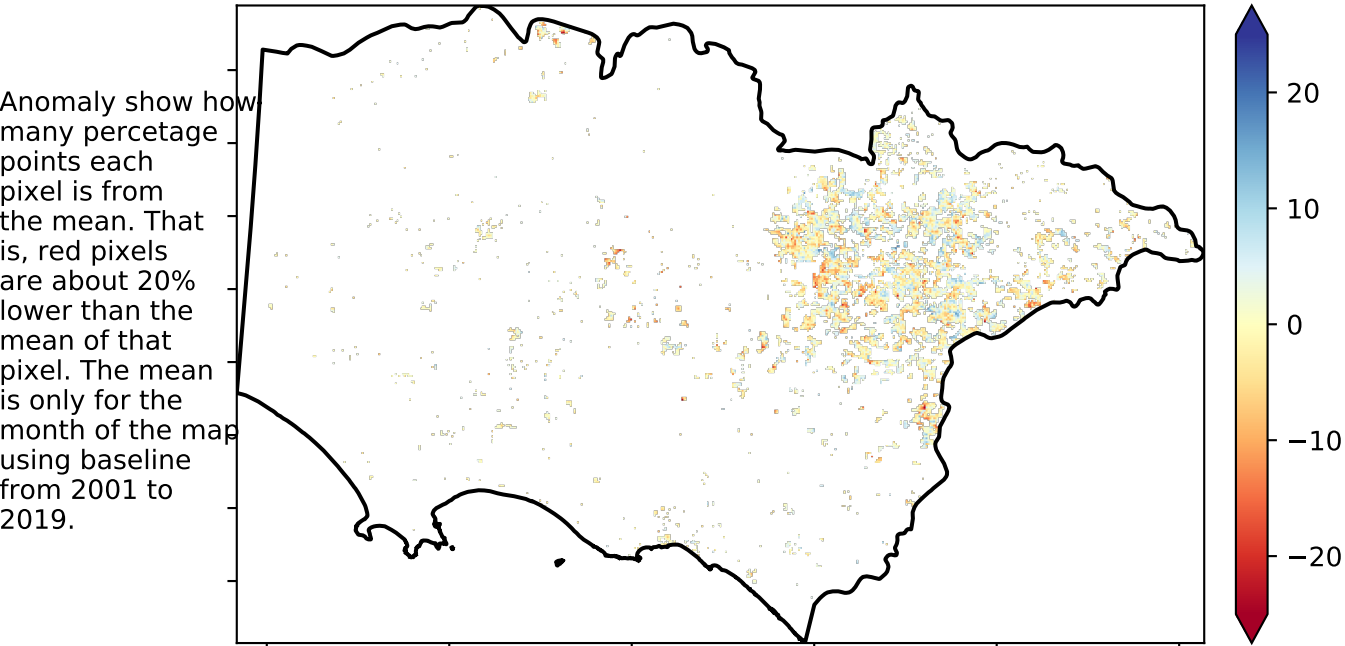 Anomaly show how
many percetage
points each
pixel is from
the mean. That
is, red pixels
are about 20%
lower than the
mean of that
pixel. The mean
is only for the
month of the map
using baseline
from 2001 to
2019.
20
10
0
−10
−20